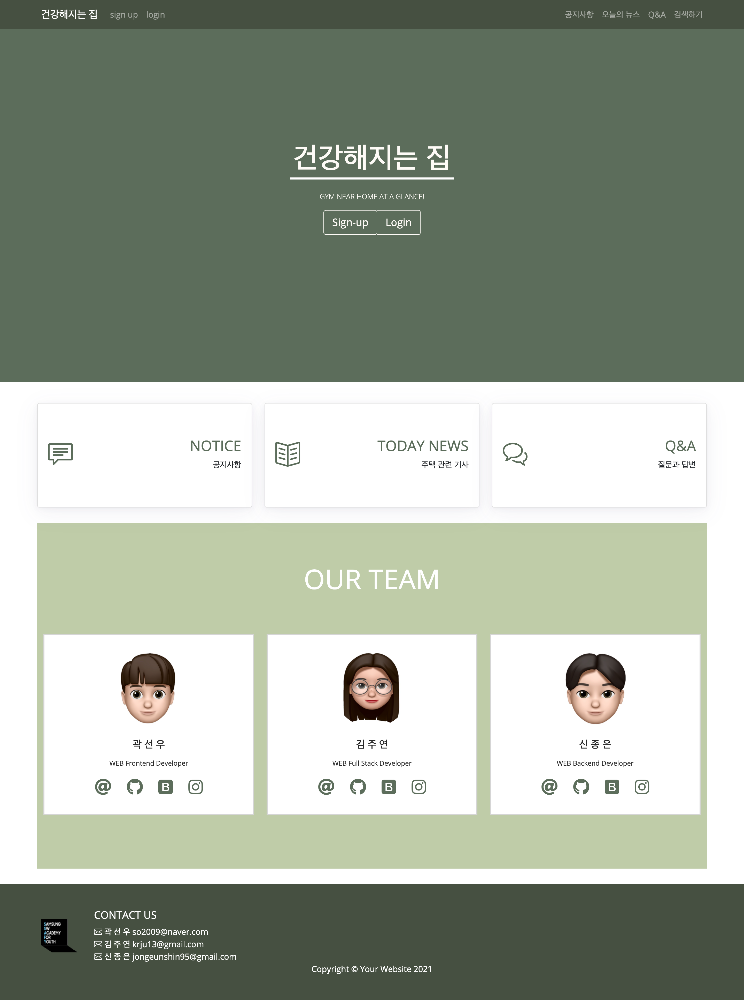 건강해지는 집 sign up login 공지사항 오늘의 뉴스 Q&A 검색하기
건강해지는 집
GYM NEAR HOME AT A GLANCE!
Sign-up Login
NOTICE
공지사항
TODAY NEWS
주택 관련 기사
Q&A
질문과 답변
OUR TEAM
곽 선 우
WEB Frontend Developer
B
김 주 연
WEB Full Stack Developer
B
신 종 은
WEB Backend Developer
B
SAMSUNG
SW
ACADEMY
FOR
YOUTH
CONTACT US
곽 선 우 so2009@naver.com
김 주 연 krju13@gmail.com
신 종 은 jongeunshin95@gmail.com
Copyright © Your Website 2021